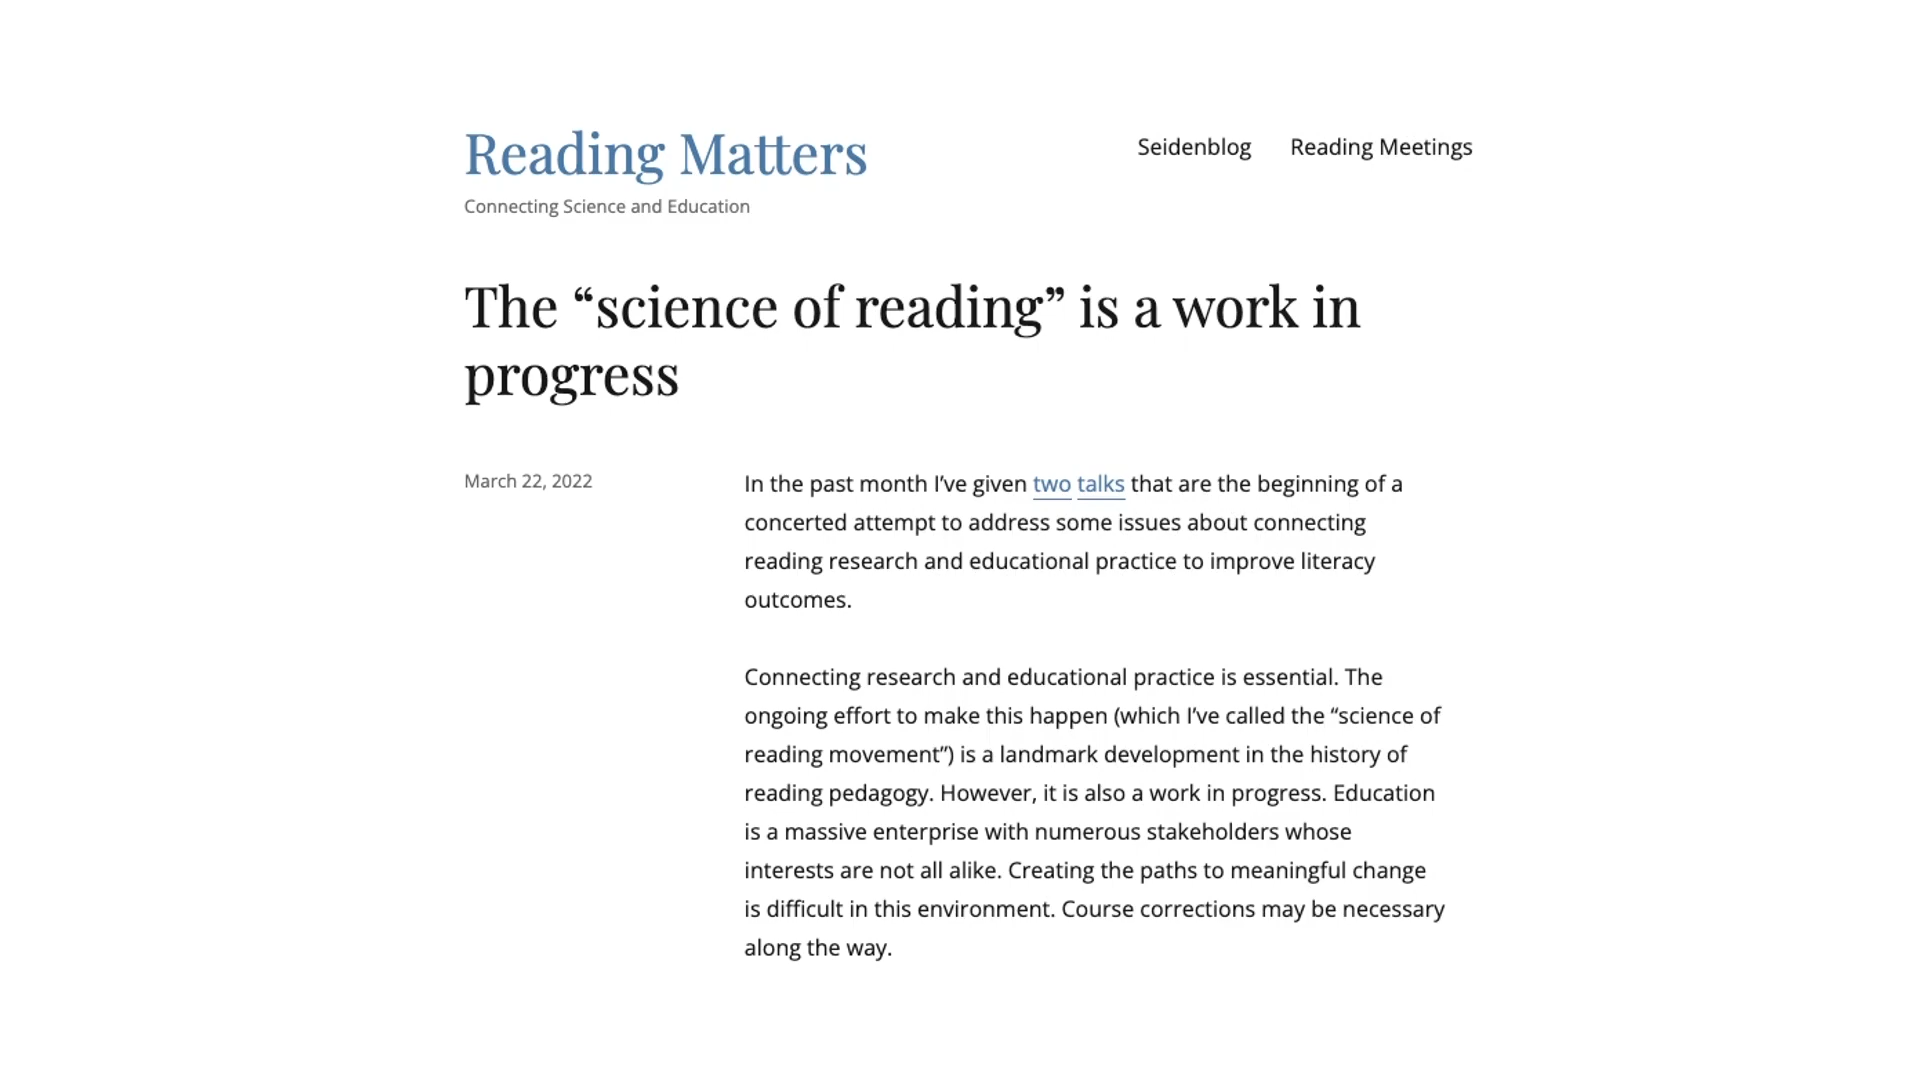 Reading Matters
Seidenblog
Reading Meetings
Connecting Science and Education
The “science of reading” is a work in
progress
March 22, 2022
In the past month I’ve given two talks that are the beginning of a
concerted attempt to address some issues about connecting
reading research and educational practice to improve literacy
outcomes.
Connecting research and educational practice is essential. The
ongoing effort to make this happen (which I’ve called the “science of
reading movement”) is a landmark development in the history of
reading pedagogy. However, it is also a work in progress. Education
is a massive enterprise with numerous stakeholders whose
interests are not all alike. Creating the paths to meaningful change
is difficult in this environment. Course corrections may be necessary
along the way.